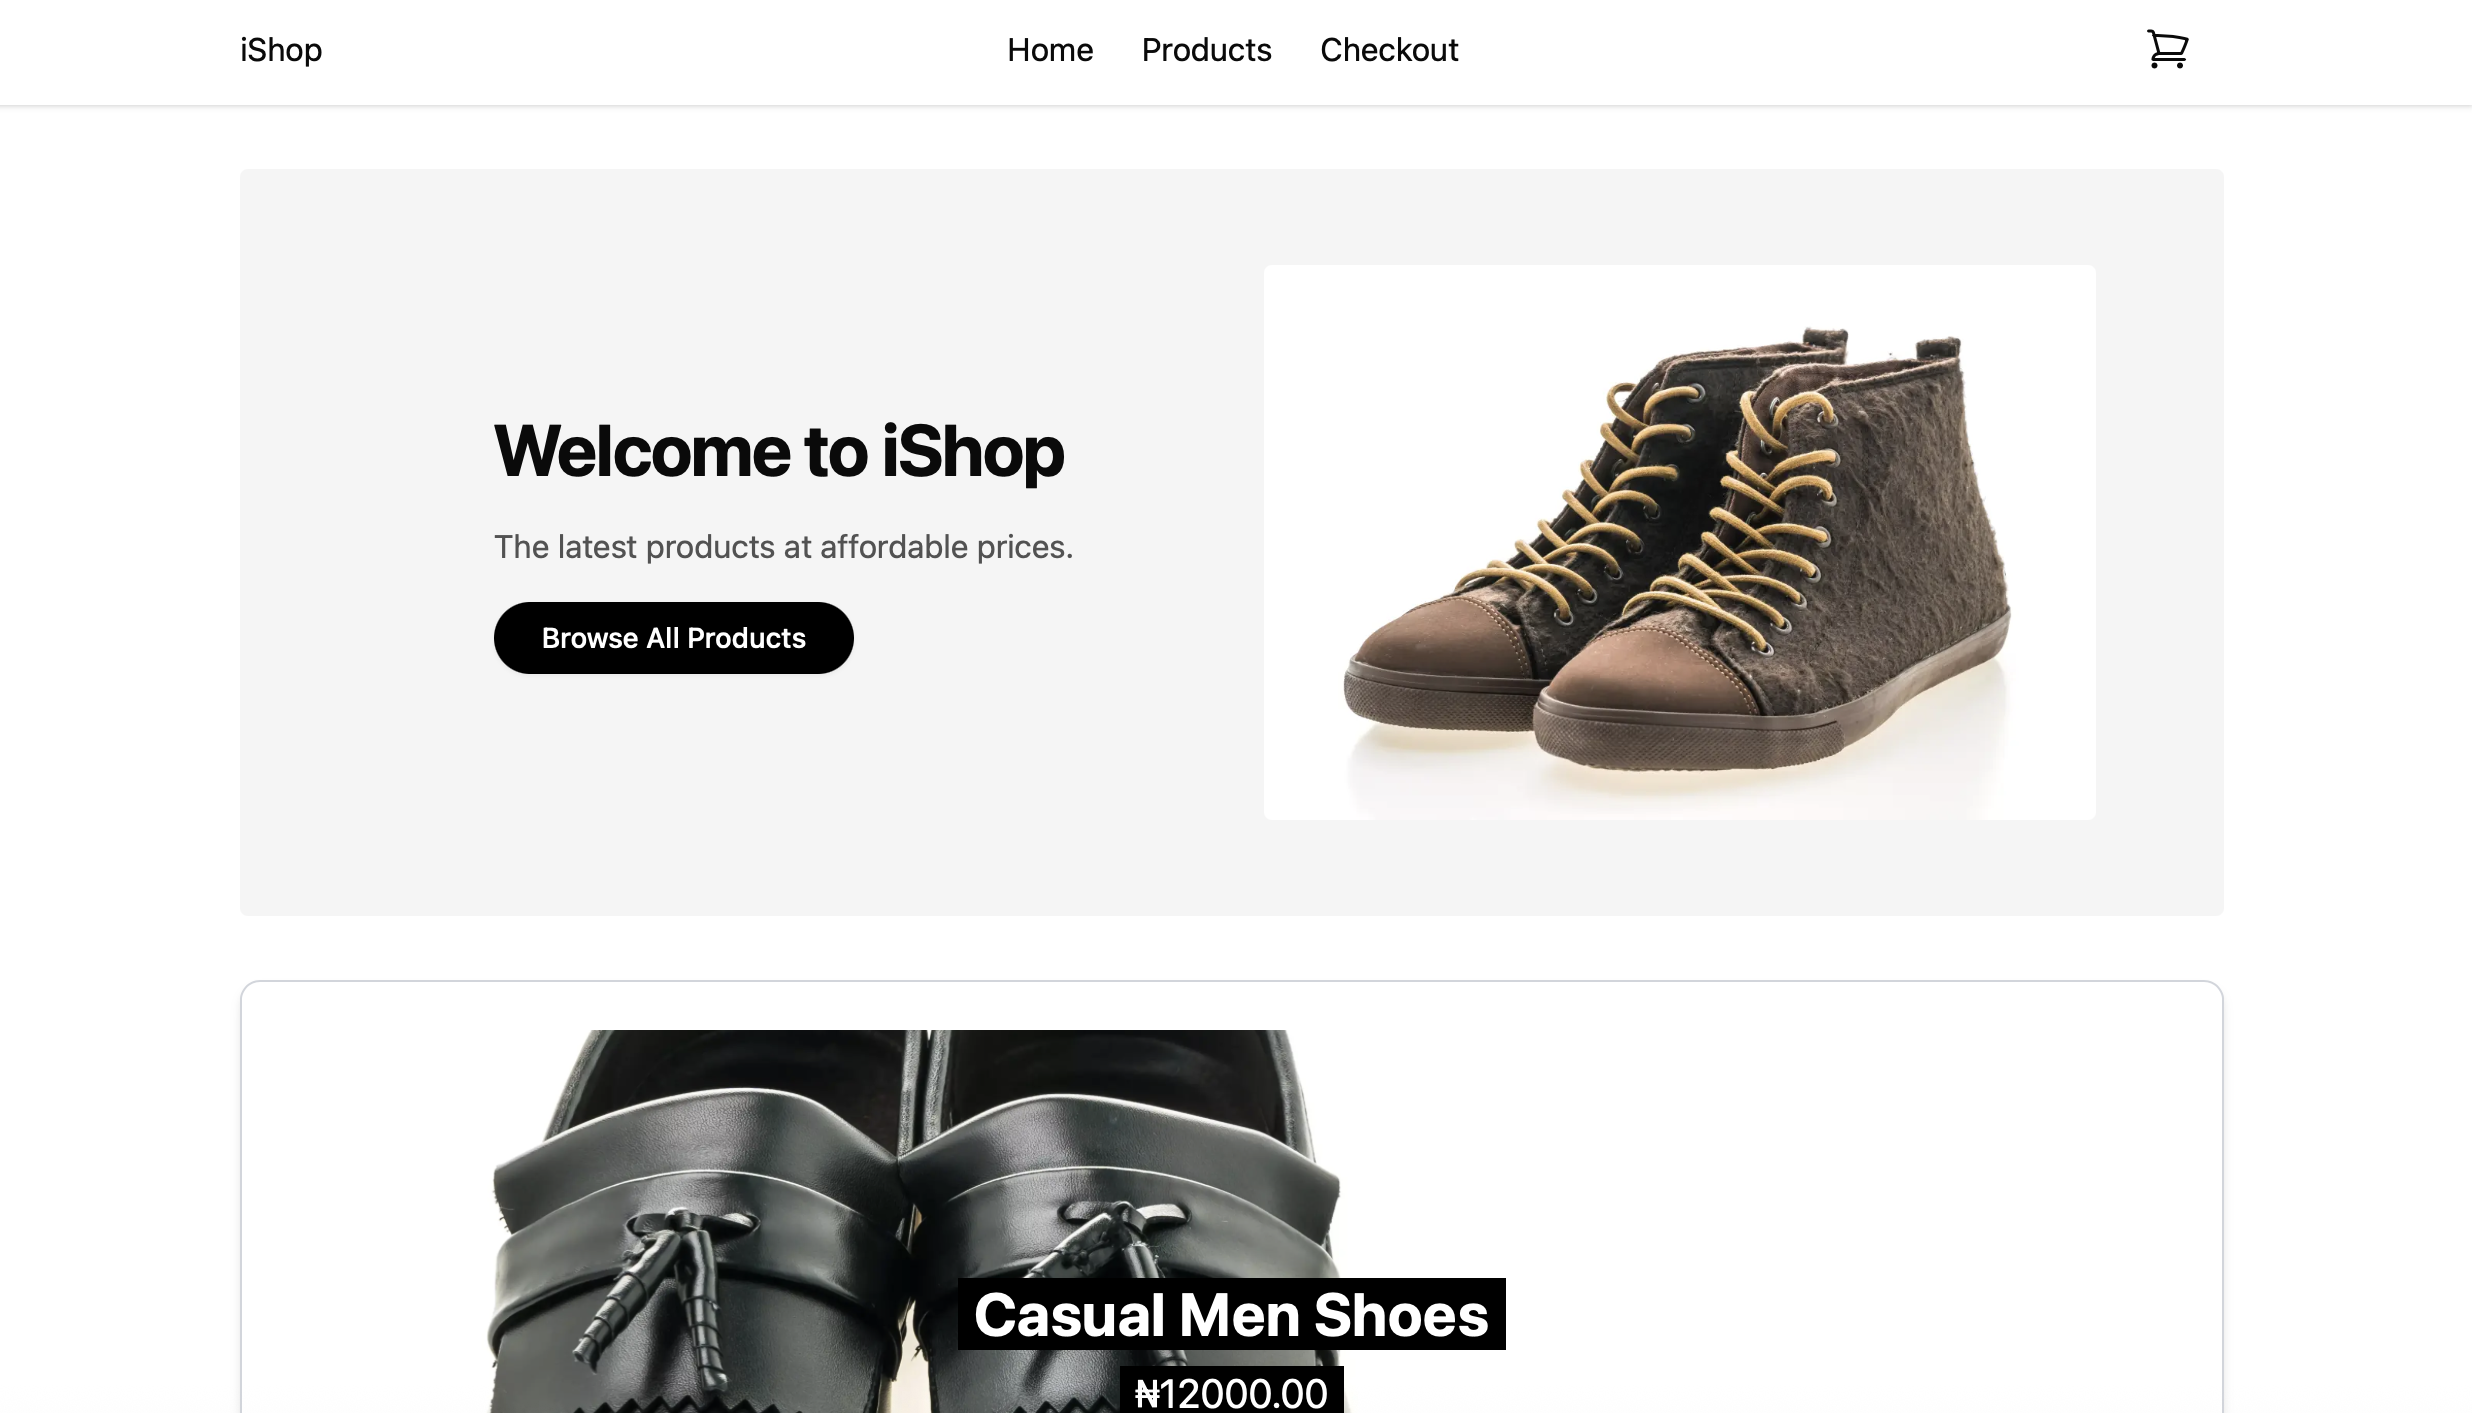 iShop
Home Products Checkout
Welcome to iShop
The latest products at affordable prices.
Browse All Products
Casual Men Shoes
₦12000.00